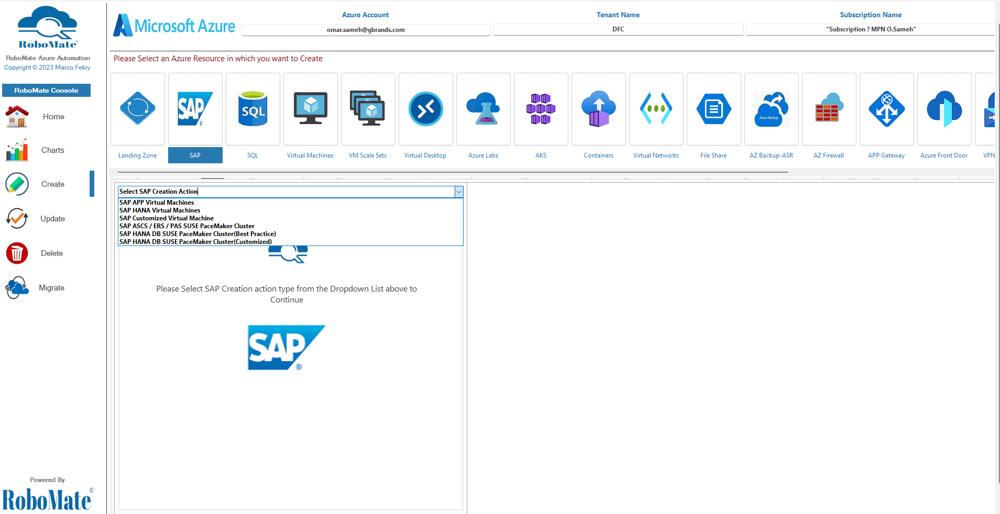 RoboMate
RoboMate Azure Automation
Copyright © 2023 Marco Fekry
RoboMate Console
Home
Charts
Create
Update
Delete
Migrate
Powered By
RoboMate©
Microsoft Azure
Azure Account
omar.sameh@gbrands.com
Tenant Name
DFC
Subscription Name
"Subscription ? MPN O.Sameh"
Please Select an Azure Resource in which you want to Create
SAP®
SQL
Azure Backup
Landing Zone
SAP
SQL
Virtual Machines
VM Scale Sets
Virtual Desktop
Azure Labs
AKS
Containers
Virtual Networks
File Share
AZ Backup-ASR
AZ Firewall
APP Gateway
Azure Front Door
VPN
Select SAP Creation Action
SAP APP Virtual Machines
SAP HANA Virtual Machines
SAP Customized Virtual Machine
SAP ASCS / ERS / PAS SUSE PaceMaker Cluster
SAP HANA DB SUSE PaceMaker Cluster(Best Practice)
SAP HANA DB SUSE PaceMaker Cluster(Customized)
Please Select SAP Creation action type from the Dropdown List above to
Continue
SAP®